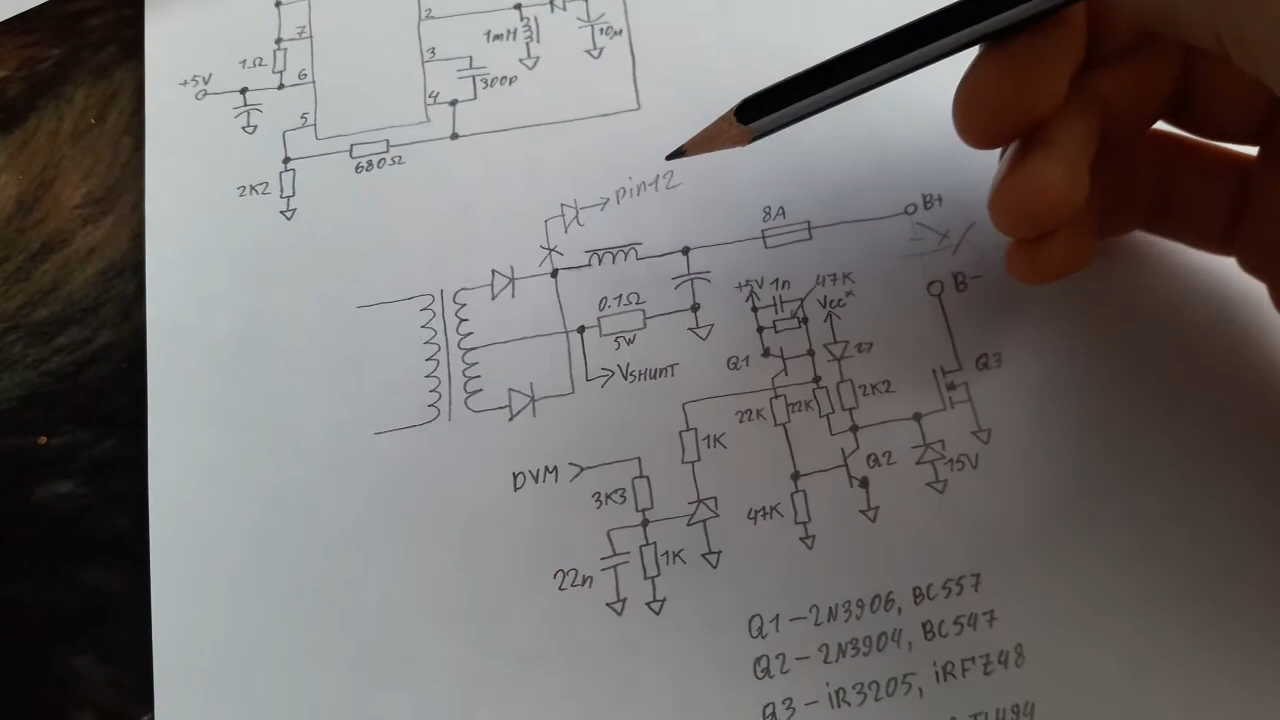 2
7
1mH
10µ
1Ω
3
+5V
6
300p
4
5
680Ω
2K2
pin12
8A
B+
+5V 1n 47K
Vcc*
B-
0.1Ω
5W
Q1
Q3
VSHUNT
22K
22K
2K2
1K
Q2
15V
DVM
3K3
47K
1K
22n
Q1-2N3906, BC557
Q2-2N3904, BC547
Q3-iR3205, iRFZ48
TL494